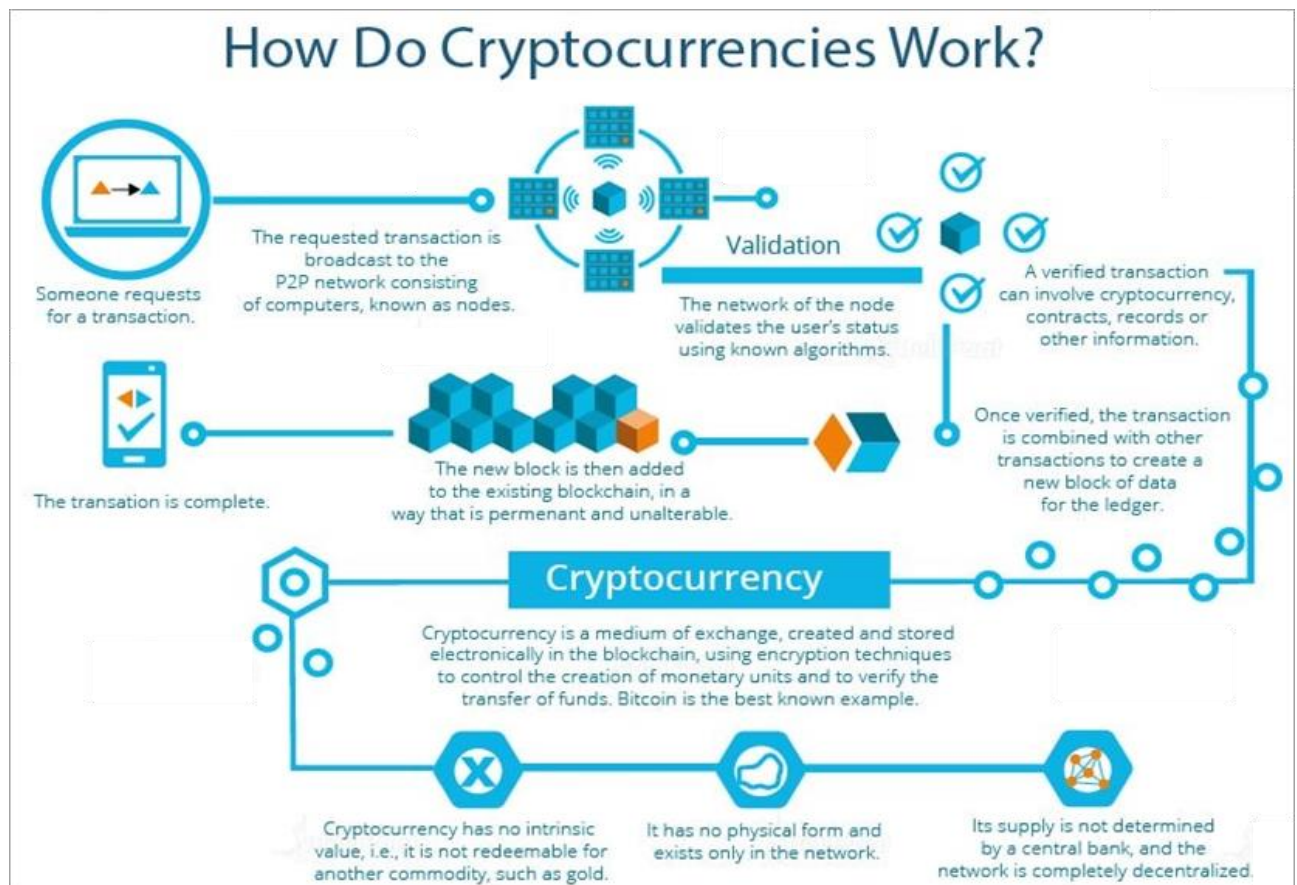 How Do Cryptocurrencies Work?
Someone requests
for a transaction.
The requested transaction is
broadcast to the
P2P network consisting
of computers, known as nodes.
Validation
The network of the node
validates the user's status
using known algorithms.
A verified transaction
can involve cryptocurrency,
contracts, records or
other information.
Once verified, the transaction
is combined with other
transactions to create a
new block of data
for the ledger.
The new block is then added
to the existing blockchain, in a
way that is permenant and unalterable.
The transation is complete.
Cryptocurrency
Cryptocurrency is a medium of exchange, created and stored
electronically in the blockchain, using encryption techniques
to control the creation of monetary units and to verify the
transfer of funds. Bitcoin is the best known example.
X
Cryptocurrency has no intrinsic
value, i.e., it is not redeemable for
another commodity, such as gold.
It has no physical form and
exists only in the network.
Its supply is not determined
by a central bank, and the
network is completely decentralized.